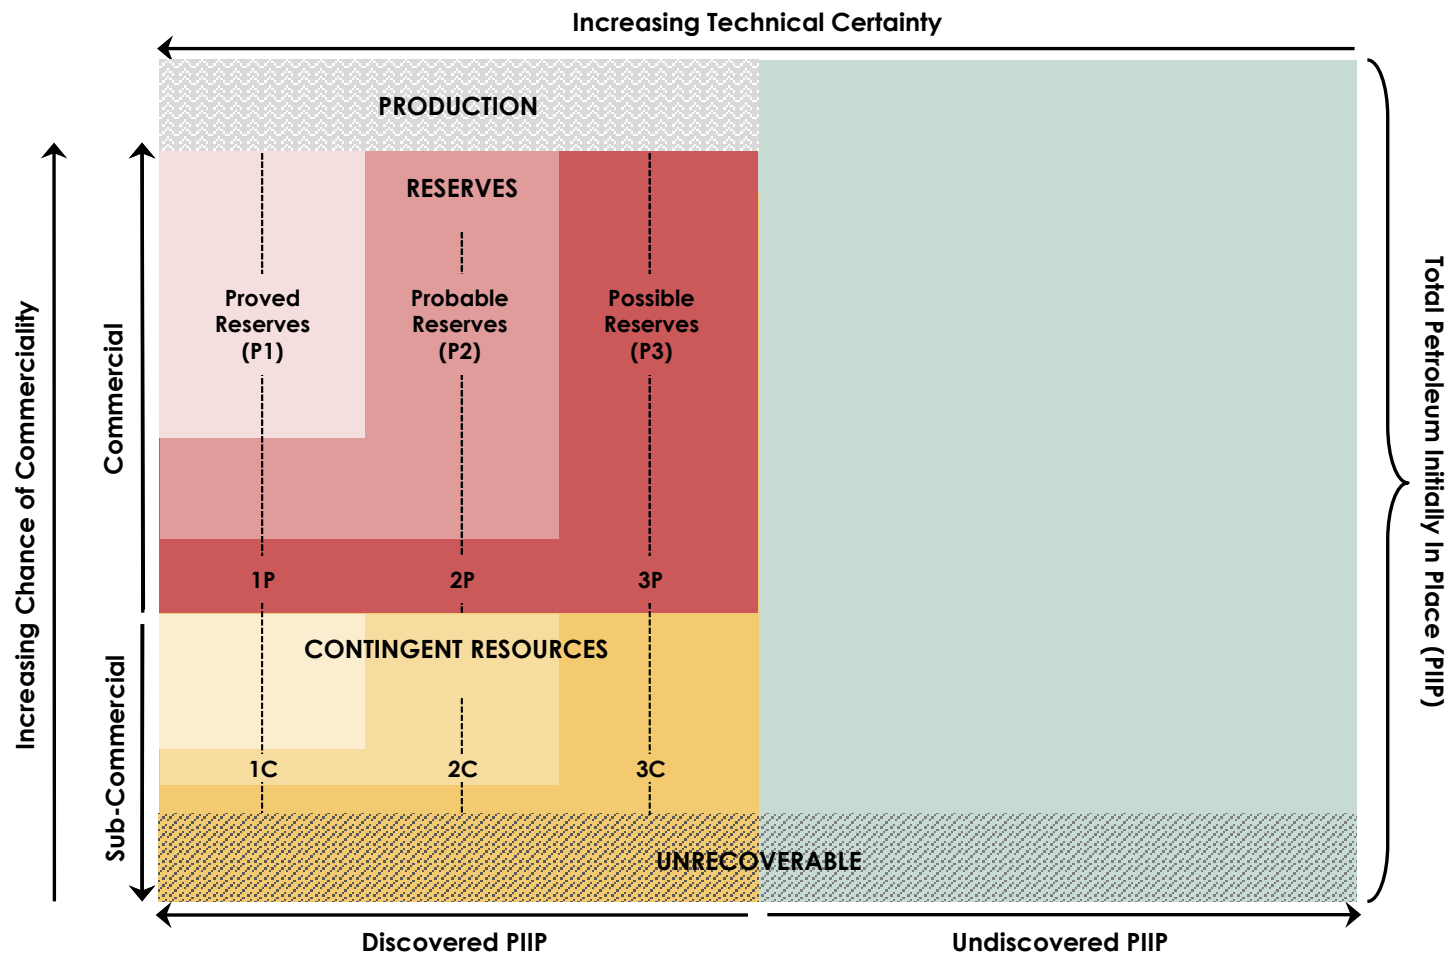 Increasing Technical Certainty
PRODUCTION
RESERVES
Proved
Reserves
(P1)
Probable
Reserves
(P2)
Possible
Reserves
(P3)
1P
2P
3P
CONTINGENT RESOURCES
1C
2C
3C
UNRECOVERABLE
Increasing Chance of Commerciality
Commercial
Sub-Commercial
Total Petroleum Initially In Place (PIIP)
Discovered PIIP
Undiscovered PIIP